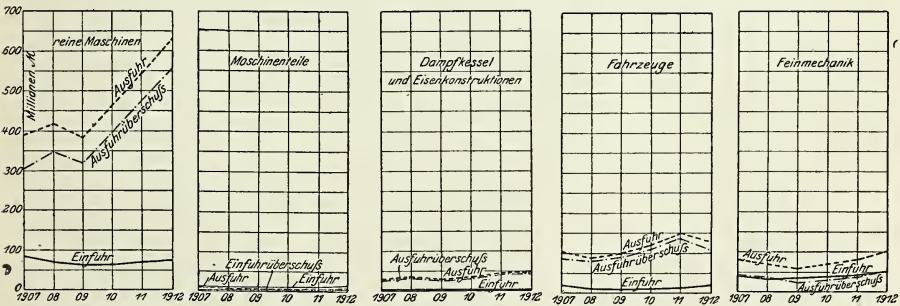 700
600
500
400
300
200
100
0
Millionen M.
reine Maschinen
Ausfuhr
Ausfuhrüberschuſs
Einfuhr
1907 08 09 10 11 1912
Maschinenteile
Einfuhrüberschuſs
Ausfuhr
Einfuhr
1907 08 09 10 11 1912
Dampfkessel
und Eisenkonstruktionen
Ausfuhrüberschuſs
Ausfuhr
Einfuhr
1907 08 09 10 11 1912
Fahrzeuge
Ausfuhr
Ausfuhrüberschuſs
Einfuhr
1907 08 09 10 11 1912
Feinmechanik
Ausfuhr
Einfuhr
Ausfuhrüberschuſs
1907 08 09 10 11 1912